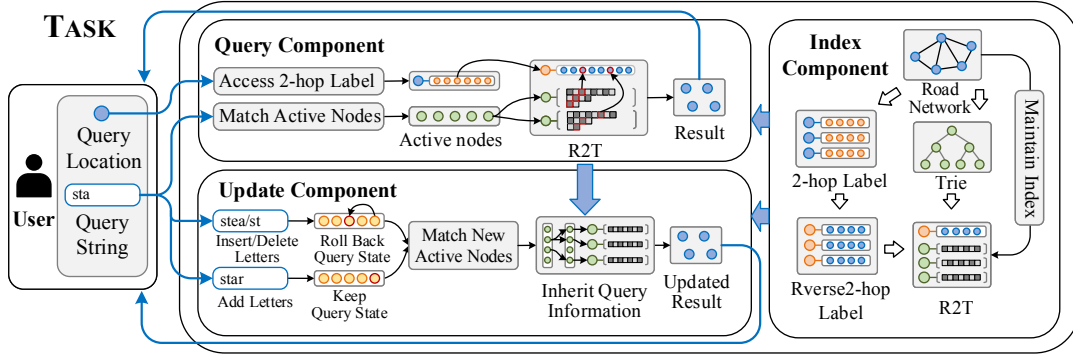 TASK
User
Query
Location
sta
Query
String
Query Component
Access 2-hop Label
Match Active Nodes
Active nodes
R2T
Result
Update Component
stea/st
Insert/Delete
Letters
star
Add Letters
Roll Back
Query State
Keep
Query State
Match New
Active Nodes
Inherit Query
Information
Updated
Result
Index
Component
Road
Network
Maintain Index
2-hop Label
Trie
Rverse2-hop
Label
R2T